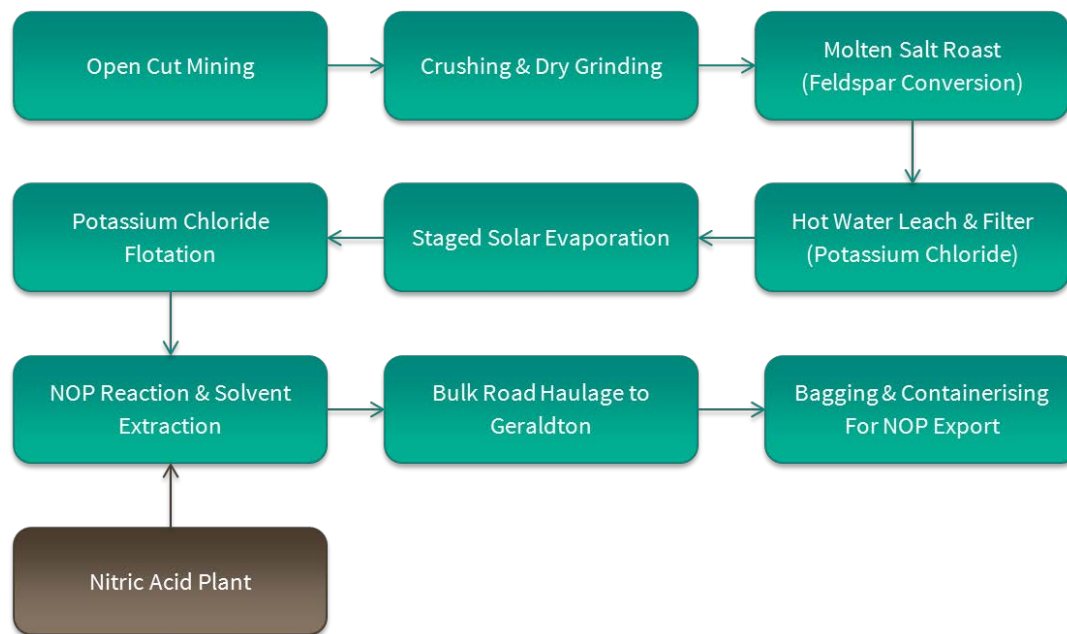 Open Cut Mining
Crushing & Dry Grinding
Molten Salt Roast
(Feldspar Conversion)
Potassium Chloride
Flotation
Staged Solar Evaporation
Hot Water Leach & Filter
(Potassium Chloride)
NOP Reaction & Solvent
Extraction
Bulk Road Haulage to
Geraldton
Bagging & Containerising
For NOP Export
Nitric Acid Plant